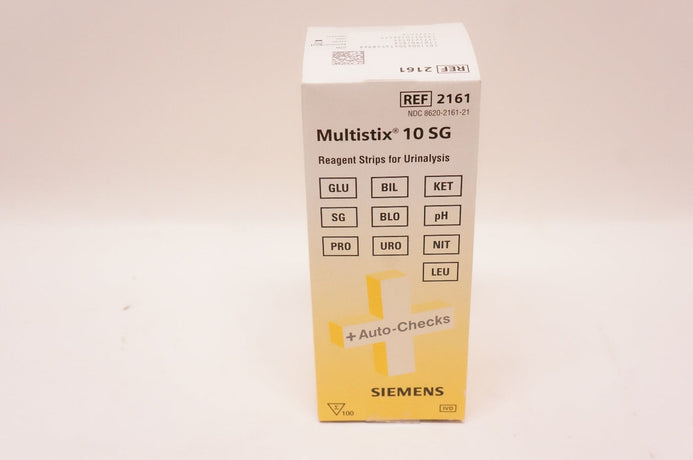 REF 2161
REF 2161
NDC 8620-2161-21
Multistix® 10 SG
Reagent Strips for Urinalysis
GLU BIL KET
SG BLO pH
PRO URO NIT
LEU
+Auto-Checks
SIEMENS
Σ 100
IVD